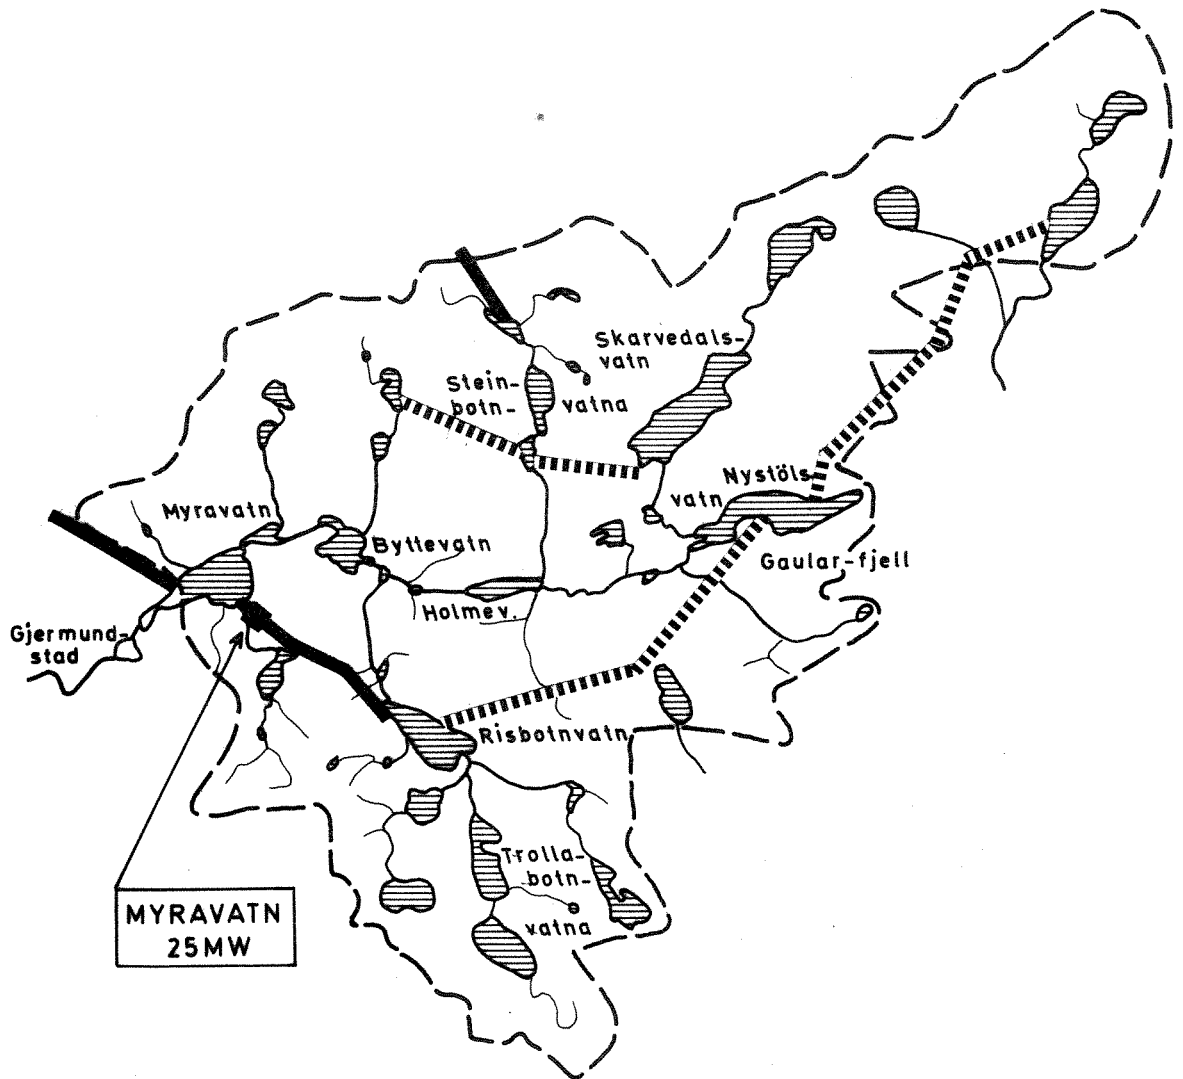 Skarvedals-
vatn
Stein-
botn-
vatna
Nystöls-
vatn
Myravatn
Byttevatn
Gaular-fjell
Holmev.
Gjermund-
stad
Risbotnvatn
Trolla-
botn-
vatna
MYRAVATN
25MW